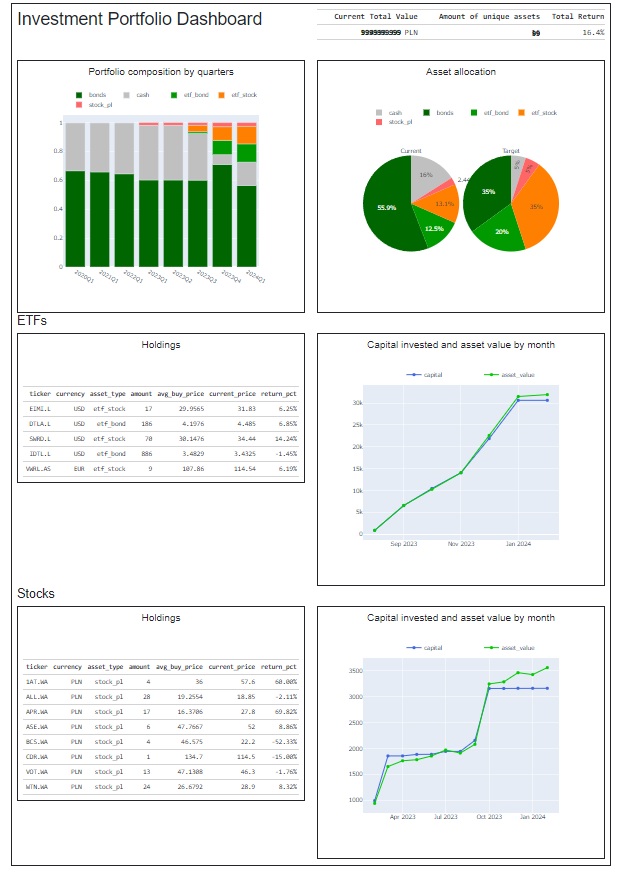 Investment Portfolio Dashboard
Current Total Value Amount of unique assets Total Return
PLN 16.4%
Portfolio composition by quarters
bonds cash etf_bond etf_stock
stock_pl
1
0.8
0.6
0.4
0.2
0
2020Q1 2021Q1 2022Q1 2023Q1 2023Q2 2023Q3 2023Q4 2024Q1
Asset allocation
cash bonds etf_bond etf_stock
stock_pl
Current Target
16%
2.44
13.1%
12.5%
55.9%
5%
5%
35%
20%
35%
ETFs
Holdings
ticker currency asset_type amount avg_buy_price current_price return_pct
EIMI.L USD etf_stock 17 29.9565 31.83 6.25%
DTLA.L USD etf_bond 186 4.1976 4.485 6.85%
SWRD.L USD etf_stock 70 30.1476 34.44 14.24%
IDTL.L USD etf_bond 886 3.4829 3.4325 -1.45%
VWRL.AS EUR etf_stock 9 107.86 114.54 6.19%
Capital invested and asset value by month
capital asset_value
30k
25k
20k
15k
10k
5k
0
Sep 2023 Nov 2023 Jan 2024
Stocks
Holdings
ticker currency asset_type amount avg_buy_price current_price return_pct
1AT.WA PLN stock_pl 4 36 57.6 60.00%
ALL.WA PLN stock_pl 28 19.2554 18.85 -2.11%
APR.WA PLN stock_pl 17 16.3706 27.8 69.82%
ASE.WA PLN stock_pl 6 47.7667 52 8.86%
BCS.WA PLN stock_pl 4 46.575 22.2 -52.33%
CDR.WA PLN stock_pl 1 134.7 114.5 -15.00%
VOT.WA PLN stock_pl 13 47.1308 46.3 -1.76%
WTN.WA PLN stock_pl 24 26.6792 28.9 8.32%
Capital invested and asset value by month
capital asset_value
3500
3000
2500
2000
1500
1000
Apr 2023 Jul 2023 Oct 2023 Jan 2024